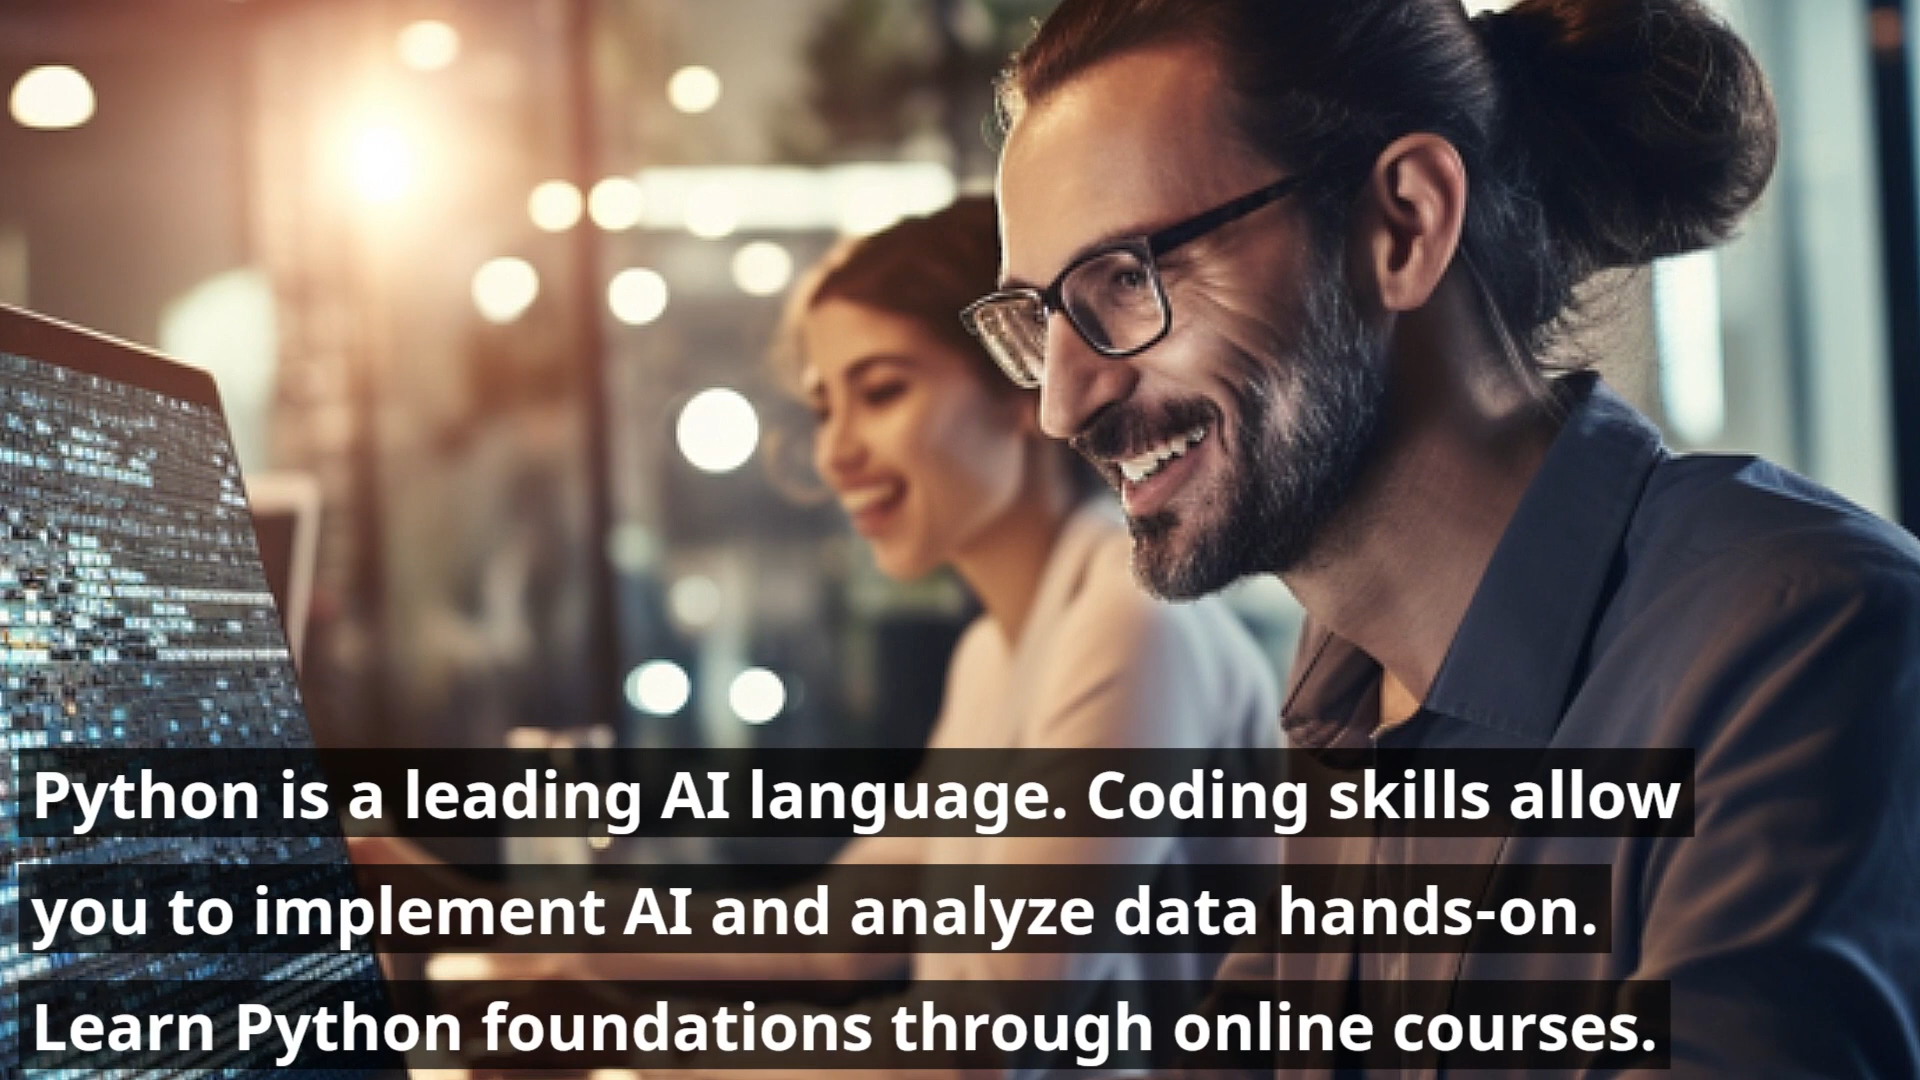 Python is a leading AI language. Coding skills allow
you to implement AI and analyze data hands-on.
Learn Python foundations through online courses.